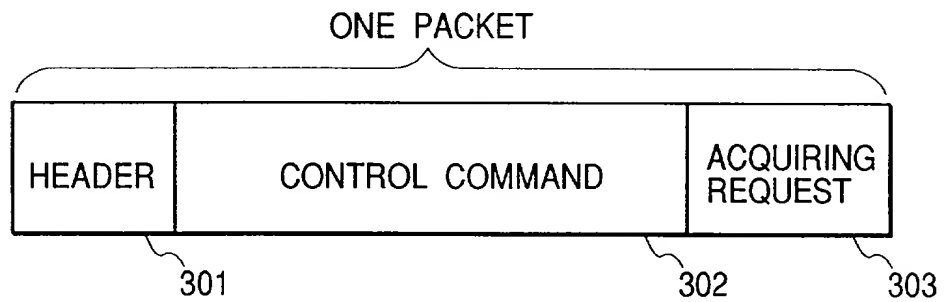 ONE PACKET
HEADER
CONTROL COMMAND
ACQUIRING
REQUEST
301
302
303